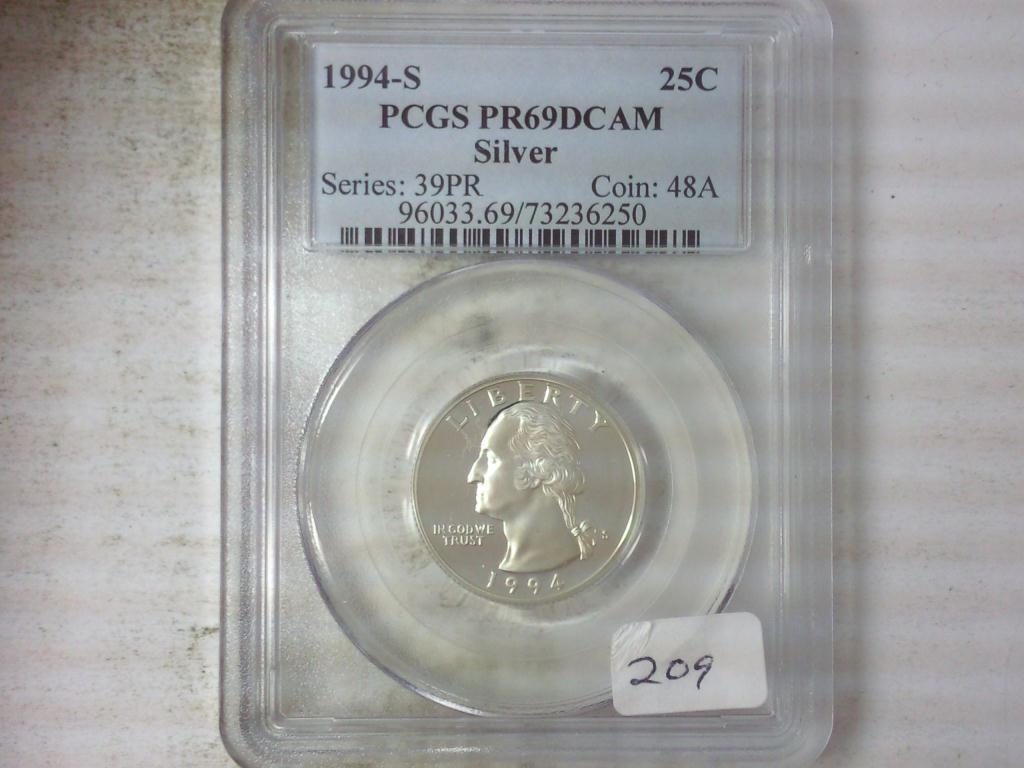 1994-S 25C
PCGS PR69DCAM
Silver
Series: 39PR Coin: 48A
96033.69/73236250
LIBERTY
IN GOD WE
TRUST
S
1994
209